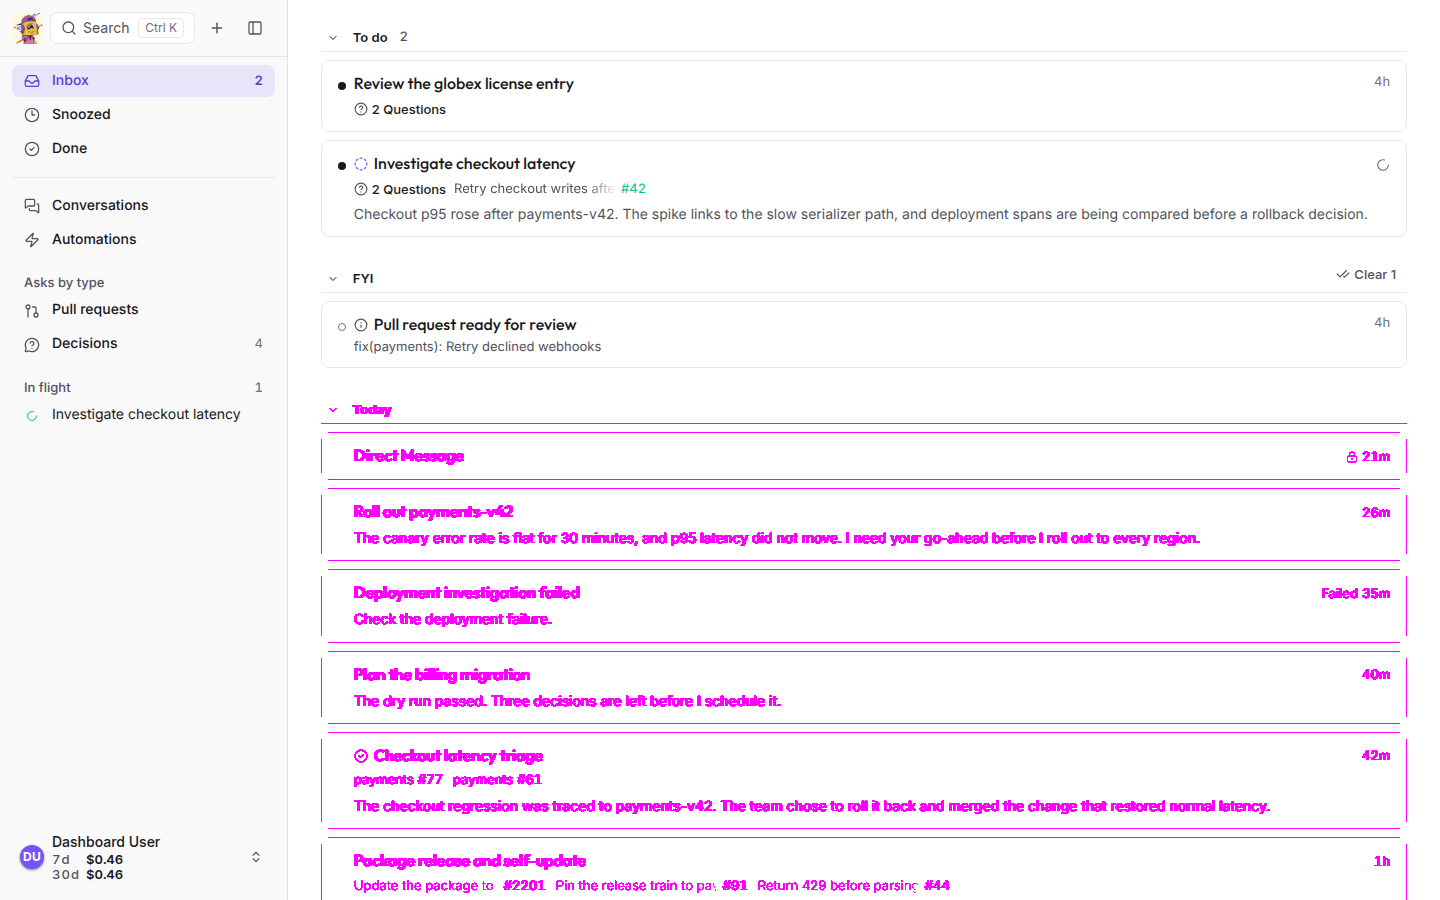 Search Ctrl K
Inbox 2
Snoozed
Done
Conversations
Automations
Asks by type
Pull requests
Decisions 4
In flight 1
Investigate checkout latency
DU Dashboard User
7d $0.46
30d $0.46
To do 2
Review the globex license entry 4h
2 Questions
Investigate checkout latency
2 Questions Retry checkout writes afte #42
Checkout p95 rose after payments-v42. The spike links to the slow serializer path, and deployment spans are being compared before a rollback decision.
FYI Clear 1
Pull request ready for review 4h
fix(payments): Retry declined webhooks
Today
Direct Message 21m
Roll out payments-v42 26m
The canary error rate is flat for 30 minutes, and p95 latency did not move. I need your go-ahead before I roll out to every region.
Deployment investigation failed Failed 35m
Check the deployment failure.
Plan the billing migration 40m
The dry run passed. Three decisions are left before I schedule it.
Checkout latency triage 42m
payments #77 payments #61
The checkout regression was traced to payments-v42. The team chose to roll it back and merged the change that restored normal latency.
Package release and self-update 1h
Update the package to #2201 Pin the release train to pa #91 Return 429 before parsing #44